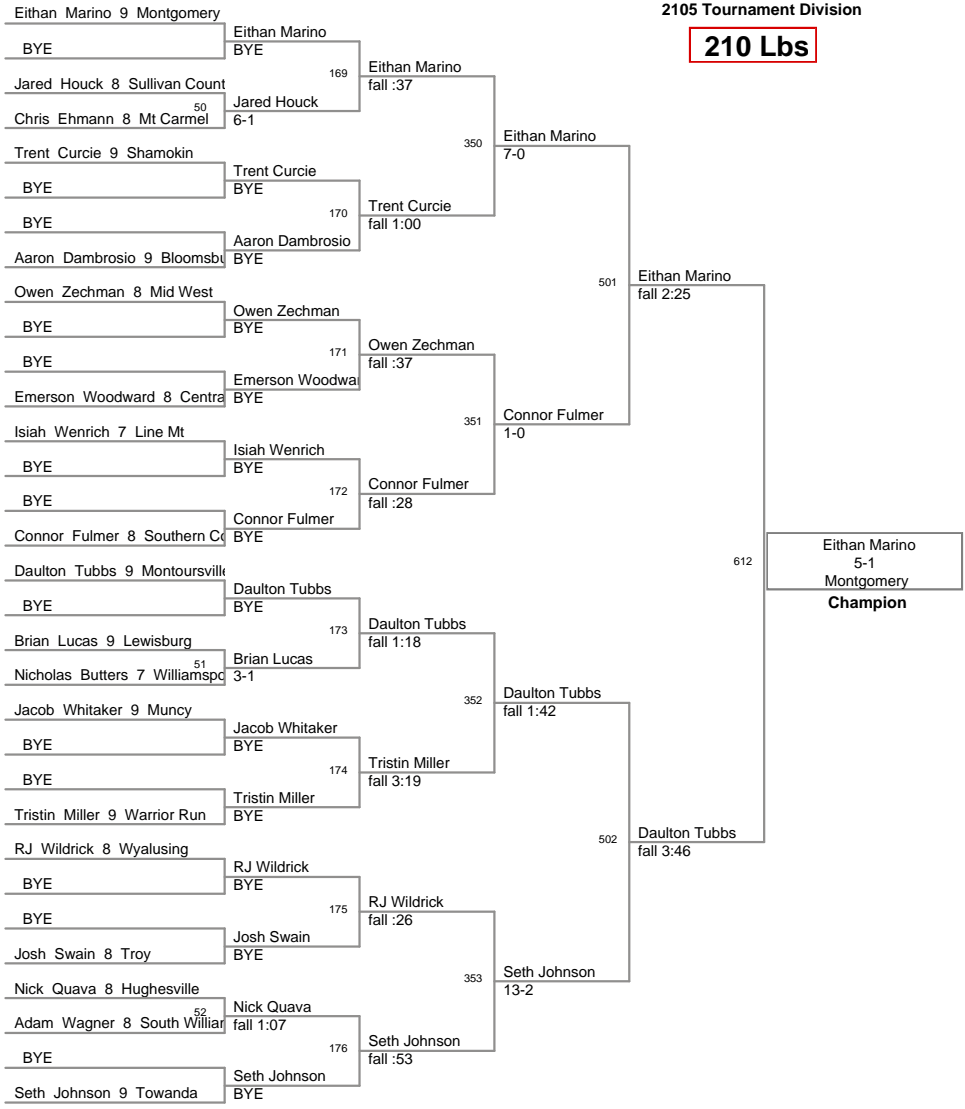 2105 Tournament Division
210 Lbs
Eithan Marino 9 Montgomery
BYE
Jared Houck 8 Sullivan Count
50
Chris Ehmann 8 Mt Carmel
Trent Curcie 9 Shamokin
BYE
BYE
Aaron Dambrosio 9 Bloomsbu
Owen Zechman 8 Mid West
BYE
BYE
Emerson Woodward 8 Centra
Isiah Wenrich 7 Line Mt
BYE
BYE
Connor Fulmer 8 Southern Co
Daulton Tubbs 9 Montoursville
BYE
Brian Lucas 9 Lewisburg
51
Nicholas Butters 7 Williamspo
Jacob Whitaker 9 Muncy
BYE
BYE
Tristin Miller 9 Warrior Run
RJ Wildrick 8 Wyalusing
BYE
BYE
Josh Swain 8 Troy
Nick Quava 8 Hughesville
52
Adam Wagner 8 South Williar
BYE
Seth Johnson 9 Towanda
Eithan Marino
BYE
169
Jared Houck
6-1
Trent Curcie
BYE
170
Aaron Dambrosio
BYE
Owen Zechman
BYE
171
Emerson Woodwar
BYE
Isiah Wenrich
BYE
172
Connor Fulmer
BYE
Daulton Tubbs
BYE
173
Brian Lucas
3-1
Jacob Whitaker
BYE
174
Tristin Miller
BYE
RJ Wildrick
BYE
175
Josh Swain
BYE
Nick Quava
fall 1:07
176
Seth Johnson
BYE
Eithan Marino
fall :37
350
Trent Curcie
fall 1:00
Owen Zechman
fall :37
351
Connor Fulmer
fall :28
Daulton Tubbs
fall 1:18
352
Tristin Miller
fall 3:19
RJ Wildrick
fall :26
353
Seth Johnson
fall :53
Eithan Marino
7-0
501
Connor Fulmer
1-0
Daulton Tubbs
fall 1:42
502
Seth Johnson
13-2
Eithan Marino
fall 2:25
612
Daulton Tubbs
fall 3:46
Eithan Marino
5-1
Montgomery
Champion